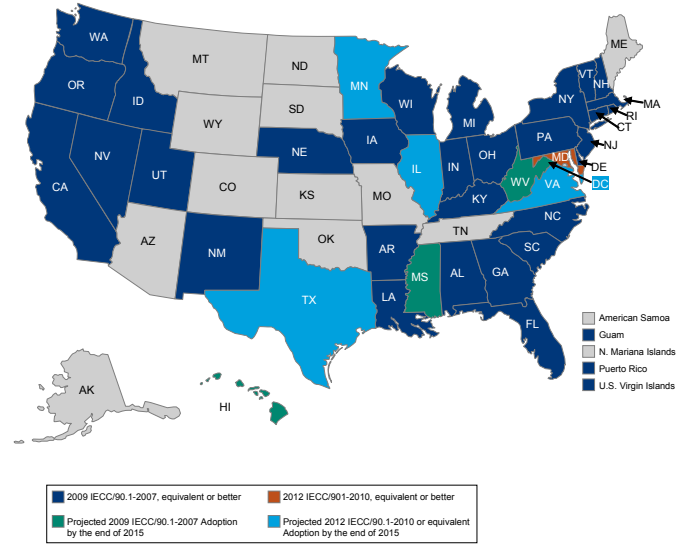 WA
MT
ND
ME
OR
MN
VT
NH
ID
SD
WI
NY
MA
WY
MI
RI
CT
IA
PA
NJ
NE
OH
NV
IN
MD
DE
UT
IL
CO
WV
VA
DC
CA
KS
MO
KY
NC
TN
AZ
OK
NM
AR
SC
MS
AL
GA
TX
LA
FL
American Samoa
Guam
N. Mariana Islands
Puerto Rico
U.S. Virgin Islands
AK
HI
2009 IECC/90.1-2007, equivalent or better
2012 IECC/901-2010, equivalent or better
Projected 2009 IECC/90.1-2007 Adoption
by the end of 2015
Projected 2012 IECC/90.1-2010 or equivalent
Adoption by the end of 2015